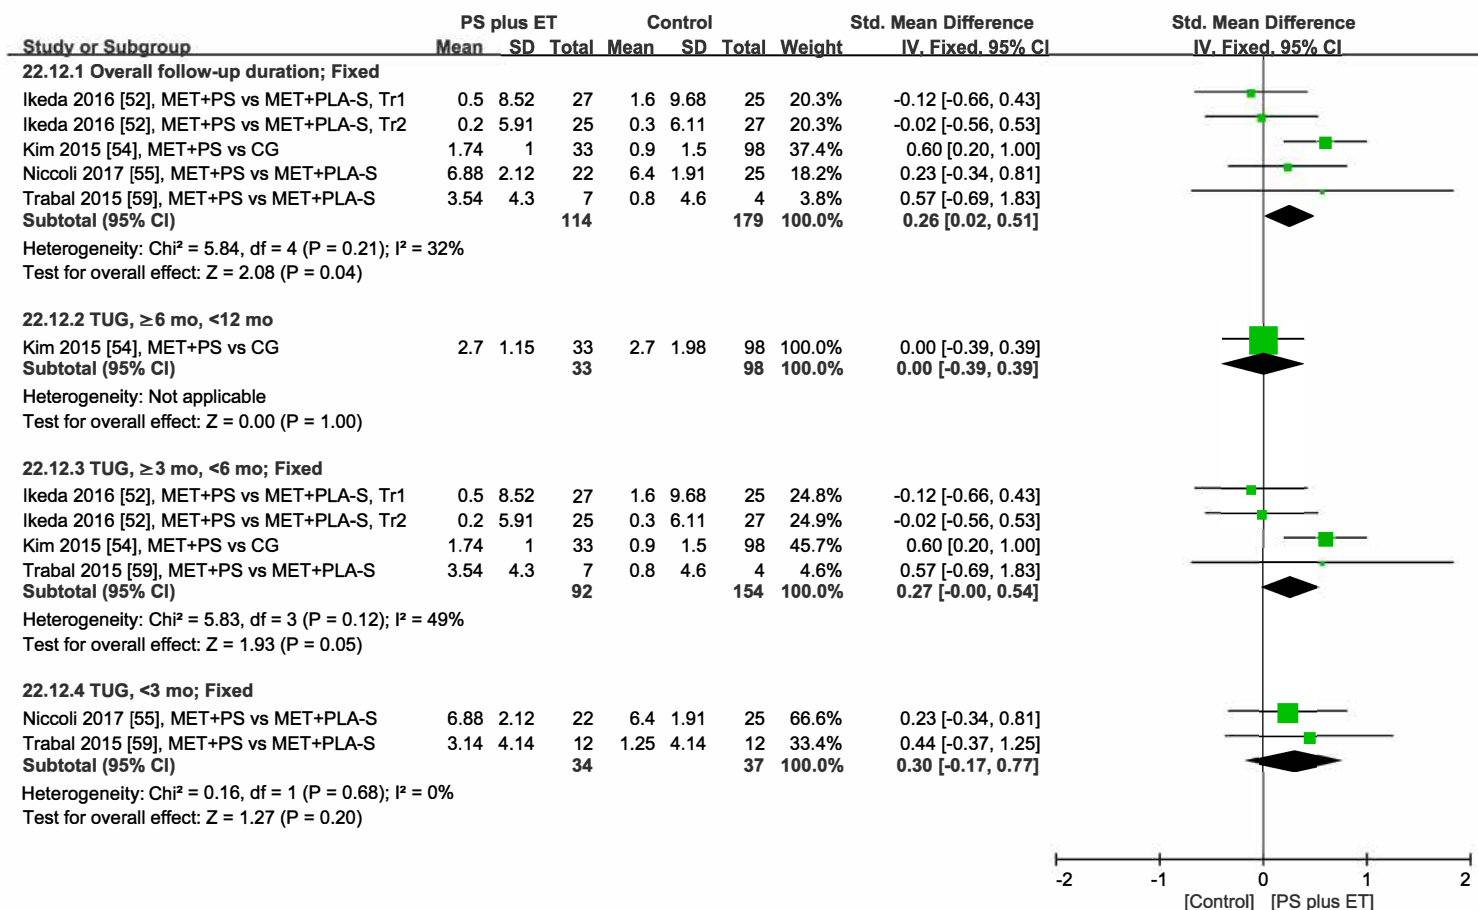 PS plus ET Control Std. Mean Difference Std. Mean Difference
Study or Subgroup Mean SD Total Mean SD Total Weight IV, Fixed, 95% CI IV, Fixed, 95% CI
22.12.1 Overall follow-up duration; Fixed
Ikeda 2016 [52], MET+PS vs MET+PLA-S, Tr1 0.5 8.52 27 1.6 9.68 25 20.3% -0.12 [-0.66, 0.43]
Ikeda 2016 [52], MET+PS vs MET+PLA-S, Tr2 0.2 5.91 25 0.3 6.11 27 20.3% -0.02 [-0.56, 0.53]
Kim 2015 [54], MET+PS vs CG 1.74 1 33 0.9 1.5 98 37.4% 0.60 [0.20, 1.00]
Niccoli 2017 [55], MET+PS vs MET+PLA-S 6.88 2.12 22 6.4 1.91 25 18.2% 0.23 [-0.34, 0.81]
Trabal 2015 [59], MET+PS vs MET+PLA-S 3.54 4.3 7 0.8 4.6 4 3.8% 0.57 [-0.69, 1.83]
Subtotal (95% CI) 114 179 100.0% 0.26 [0.02, 0.51]
Heterogeneity: Chi² = 5.84, df = 4 (P = 0.21); I² = 32%
Test for overall effect: Z = 2.08 (P = 0.04)
22.12.2 TUG, ≥6 mo, <12 mo
Kim 2015 [54], MET+PS vs CG 2.7 1.15 33 2.7 1.98 98 100.0% 0.00 [-0.39, 0.39]
Subtotal (95% CI) 33 98 100.0% 0.00 [-0.39, 0.39]
Heterogeneity: Not applicable
Test for overall effect: Z = 0.00 (P = 1.00)
22.12.3 TUG, ≥3 mo, <6 mo; Fixed
Ikeda 2016 [52], MET+PS vs MET+PLA-S, Tr1 0.5 8.52 27 1.6 9.68 25 24.8% -0.12 [-0.66, 0.43]
Ikeda 2016 [52], MET+PS vs MET+PLA-S, Tr2 0.2 5.91 25 0.3 6.11 27 24.9% -0.02 [-0.56, 0.53]
Kim 2015 [54], MET+PS vs CG 1.74 1 33 0.9 1.5 98 45.7% 0.60 [0.20, 1.00]
Trabal 2015 [59], MET+PS vs MET+PLA-S 3.54 4.3 7 0.8 4.6 4 4.6% 0.57 [-0.69, 1.83]
Subtotal (95% CI) 92 154 100.0% 0.27 [-0.00, 0.54]
Heterogeneity: Chi² = 5.83, df = 3 (P = 0.12); I² = 49%
Test for overall effect: Z = 1.93 (P = 0.05)
22.12.4 TUG, <3 mo; Fixed
Niccoli 2017 [55], MET+PS vs MET+PLA-S 6.88 2.12 22 6.4 1.91 25 66.6% 0.23 [-0.34, 0.81]
Trabal 2015 [59], MET+PS vs MET+PLA-S 3.14 4.14 12 1.25 4.14 12 33.4% 0.44 [-0.37, 1.25]
Subtotal (95% CI) 34 37 100.0% 0.30 [-0.17, 0.77]
Heterogeneity: Chi² = 0.16, df = 1 (P = 0.68); I² = 0%
Test for overall effect: Z = 1.27 (P = 0.20)
-2 -1 0 1 2
[Control] [PS plus ET]